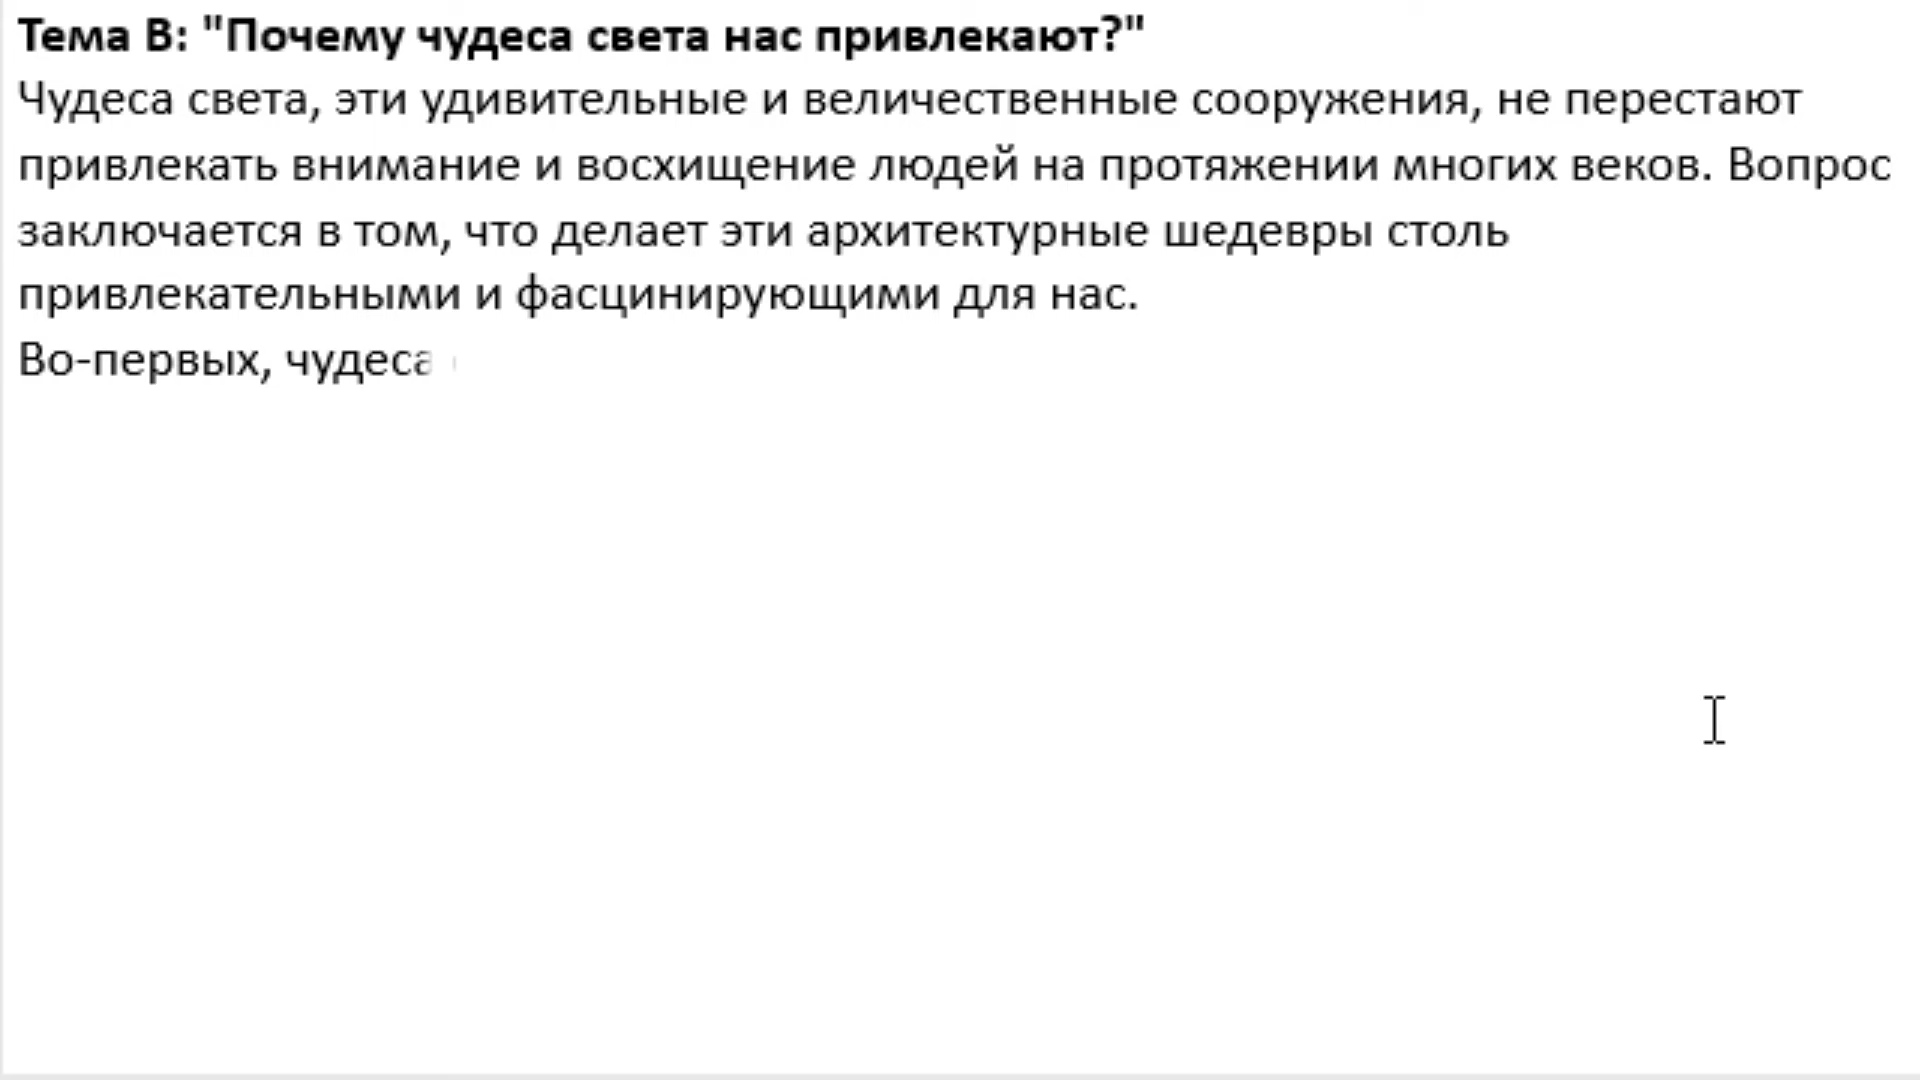 Тема В: "Почему чудеса света нас привлекают?"
Чудеса света, эти удивительные и величественные сооружения, не перестают
привлекать внимание и восхищение людей на протяжении многих веков. Вопрос
заключается в том, что делает эти архитектурные шедевры столь
привлекательными и фасцинирующими для нас.
Во-первых, чудеса